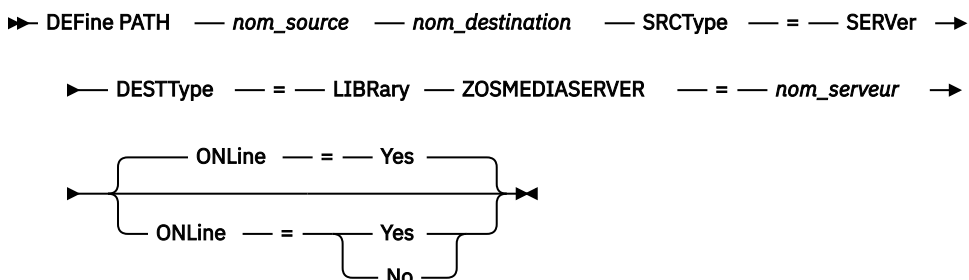 DEFine PATH nom_source nom_destination SRCType = SERVer
DESTType = LIBRary ZOSMEDIASERVER = nom_serveur
ONLine = Yes
ONLine = Yes
No